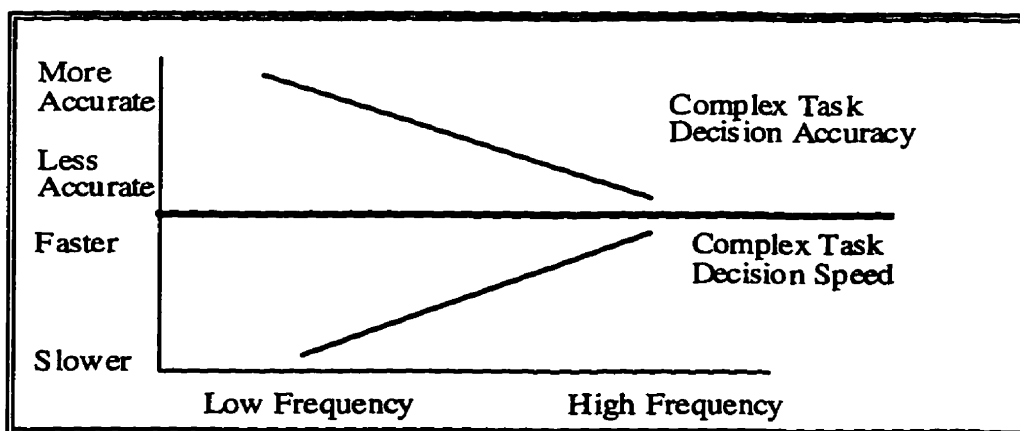 More
Accurate
Less
Accurate
Complex Task
Decision Accuracy
Faster
Slower
Complex Task
Decision Speed
Low Frequency
High Frequency